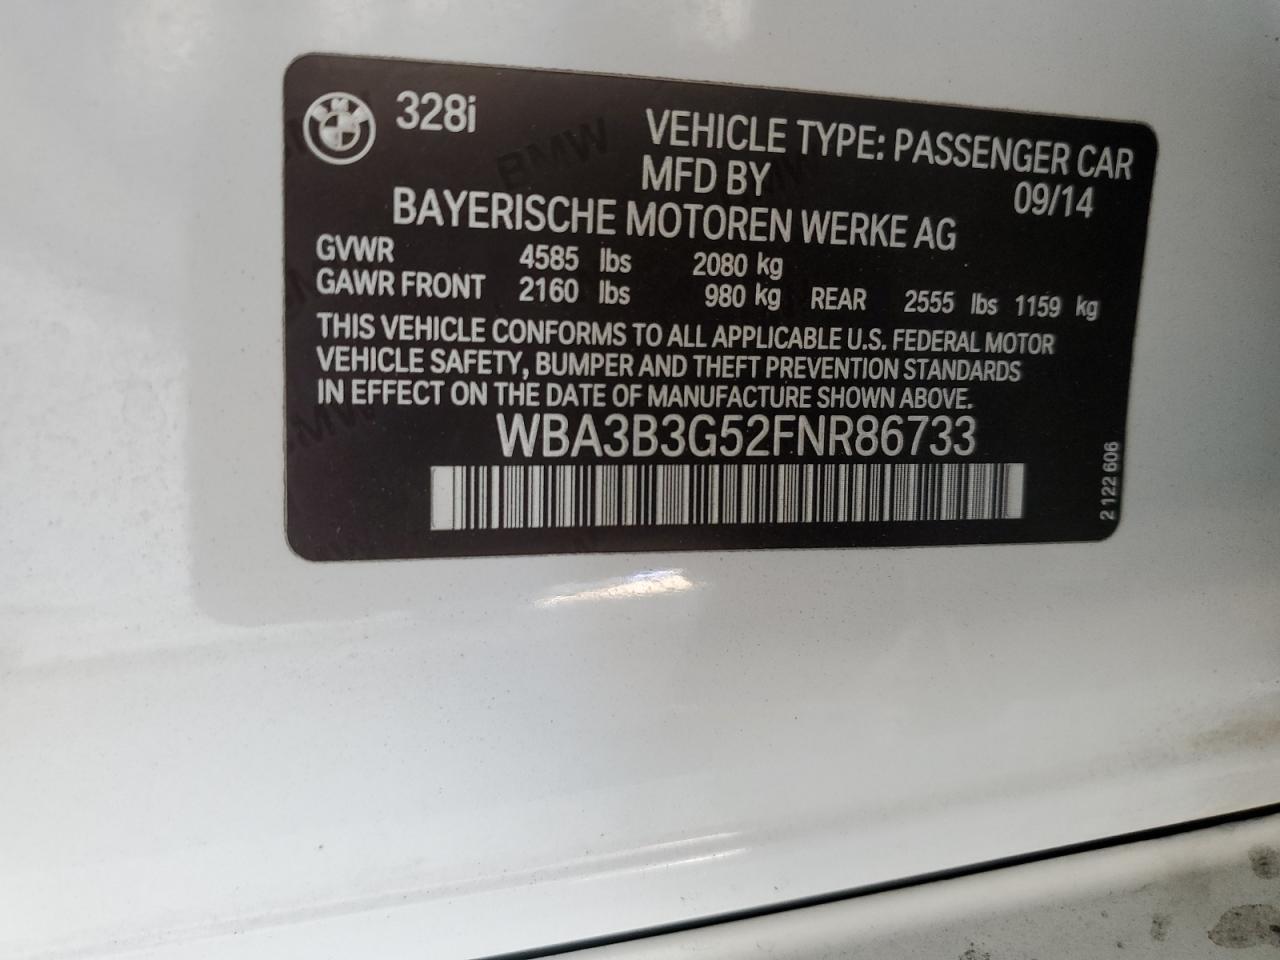 328i
VEHICLE TYPE: PASSENGER CAR
MFD BY 09/14
BAYERISCHE MOTOREN WERKE AG
GVWR 4585 lbs 2080 kg
GAWR FRONT 2160 lbs 980 kg REAR 2555 lbs 1159 kg
THIS VEHICLE CONFORMS TO ALL APPLICABLE U.S. FEDERAL MOTOR
VEHICLE SAFETY, BUMPER AND THEFT PREVENTION STANDARDS
IN EFFECT ON THE DATE OF MANUFACTURE SHOWN ABOVE.
WBA3B3G52FNR86733
2 122 606
BMW